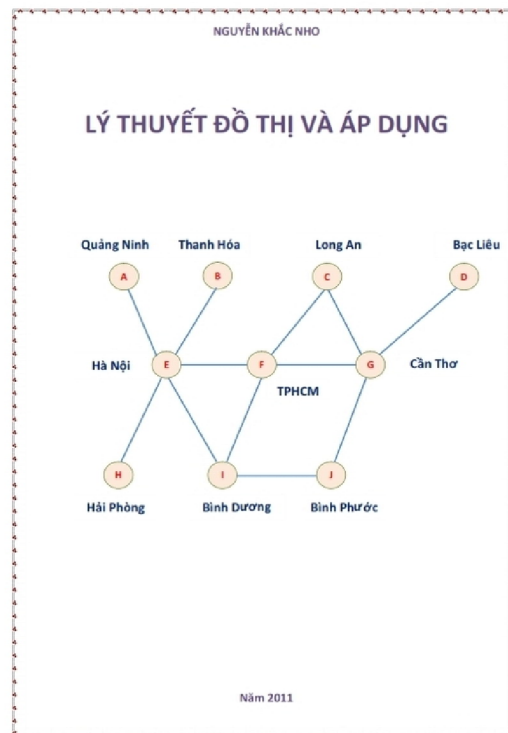 NGUYỄN KHẮC NHO
LÝ THUYẾT ĐỒ THỊ VÀ ÁP DỤNG
Quảng Ninh Thanh Hóa Long An Bạc Liêu
A B C D
Hà Nội E F G Cần Thơ
TPHCM
H I J
Hải Phòng Bình Dương Bình Phước
Năm 2011